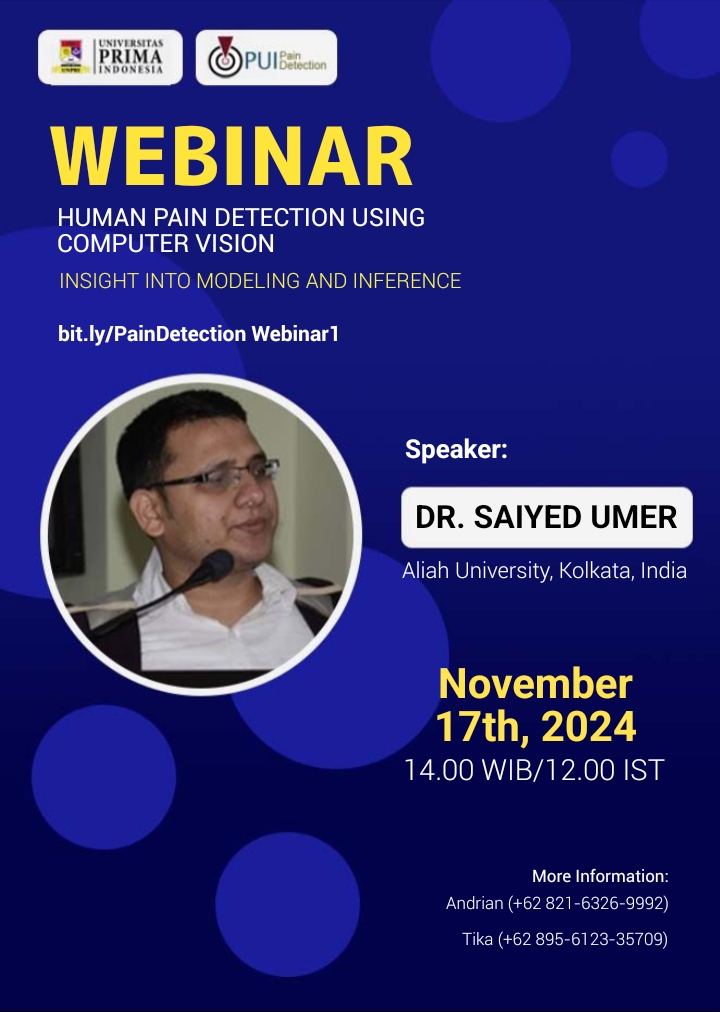 UNIVERSITAS
PRIMA
INDONESIA
UNPRI
PUI Pain
Detection
WEBINAR
HUMAN PAIN DETECTION USING
COMPUTER VISION
INSIGHT INTO MODELING AND INFERENCE
bit.ly/PainDetection Webinar1
Speaker:
DR. SAIYED UMER
Aliah University, Kolkata, India
November
17th, 2024
14.00 WIB/12.00 IST
More Information:
Andrian (+62 821-6326-9992)
Tika (+62 895-6123-35709)